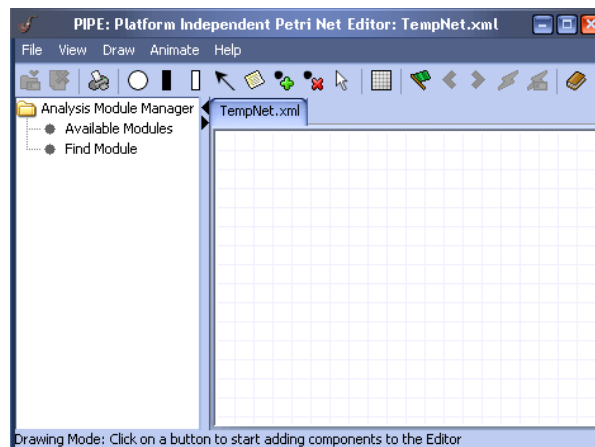 PIPE: Platform Independent Petri Net Editor: TempNet.xml
File View Draw Animate Help
Analysis Module Manager
Available Modules
Find Module
TempNet.xml
Drawing Mode: Click on a button to start adding components to the Editor